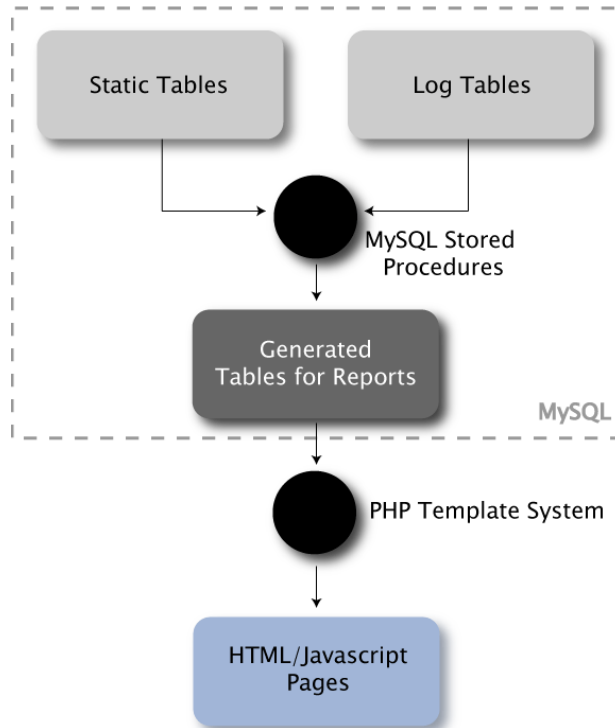 Static Tables
Log Tables
MySQL Stored
Procedures
Generated
Tables for Reports
MySQL
PHP Template System
HTML/Javascript
Pages